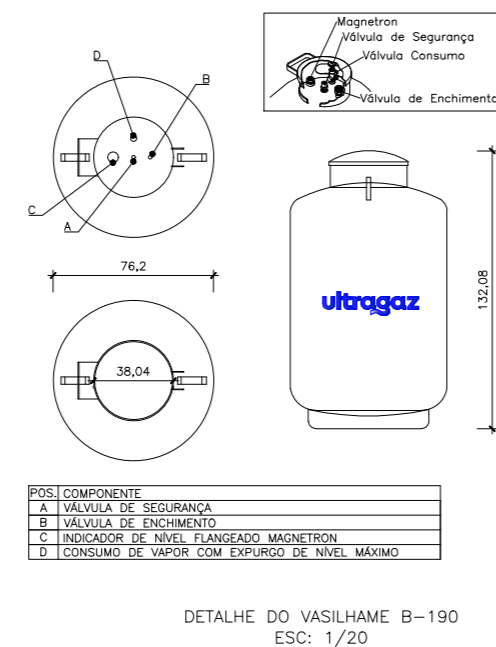 Magnetron
Válvula de Segurança
Válvula Consumo
Válvula de Enchimento
D
B
C
A
76,2
38,04
132,08
ultragaz
POS. COMPONENTE
A VÁLVULA DE SEGURANÇA
B VÁLVULA DE ENCHIMENTO
C INDICADOR DE NÍVEL FLANGEADO MAGNETRON
D CONSUMO DE VAPOR COM EXPURGO DE NÍVEL MÁXIMO
DETALHE DO VASILHAME B-190
ESC: 1/20